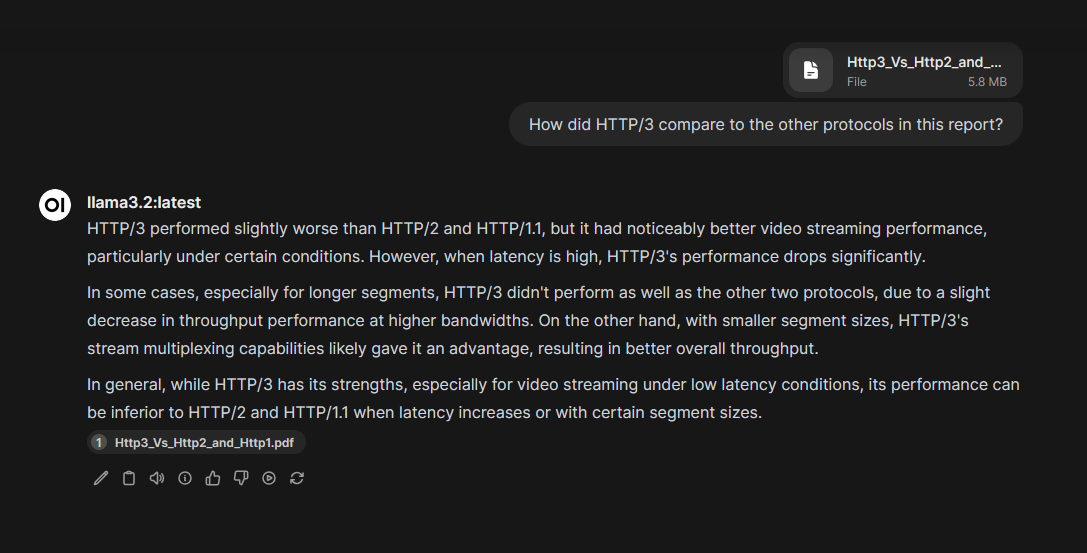 Http3_Vs_Http2_and_...
File 5.8 MB
How did HTTP/3 compare to the other protocols in this report?
OI
llama3.2:latest
HTTP/3 performed slightly worse than HTTP/2 and HTTP/1.1, but it had noticeably better video streaming performance,
particularly under certain conditions. However, when latency is high, HTTP/3's performance drops significantly.
In some cases, especially for longer segments, HTTP/3 didn't perform as well as the other two protocols, due to a slight
decrease in throughput performance at higher bandwidths. On the other hand, with smaller segment sizes, HTTP/3's
stream multiplexing capabilities likely gave it an advantage, resulting in better overall throughput.
In general, while HTTP/3 has its strengths, especially for video streaming under low latency conditions, its performance can
be inferior to HTTP/2 and HTTP/1.1 when latency increases or with certain segment sizes.
1 Http3_Vs_Http2_and_Http1.pdf